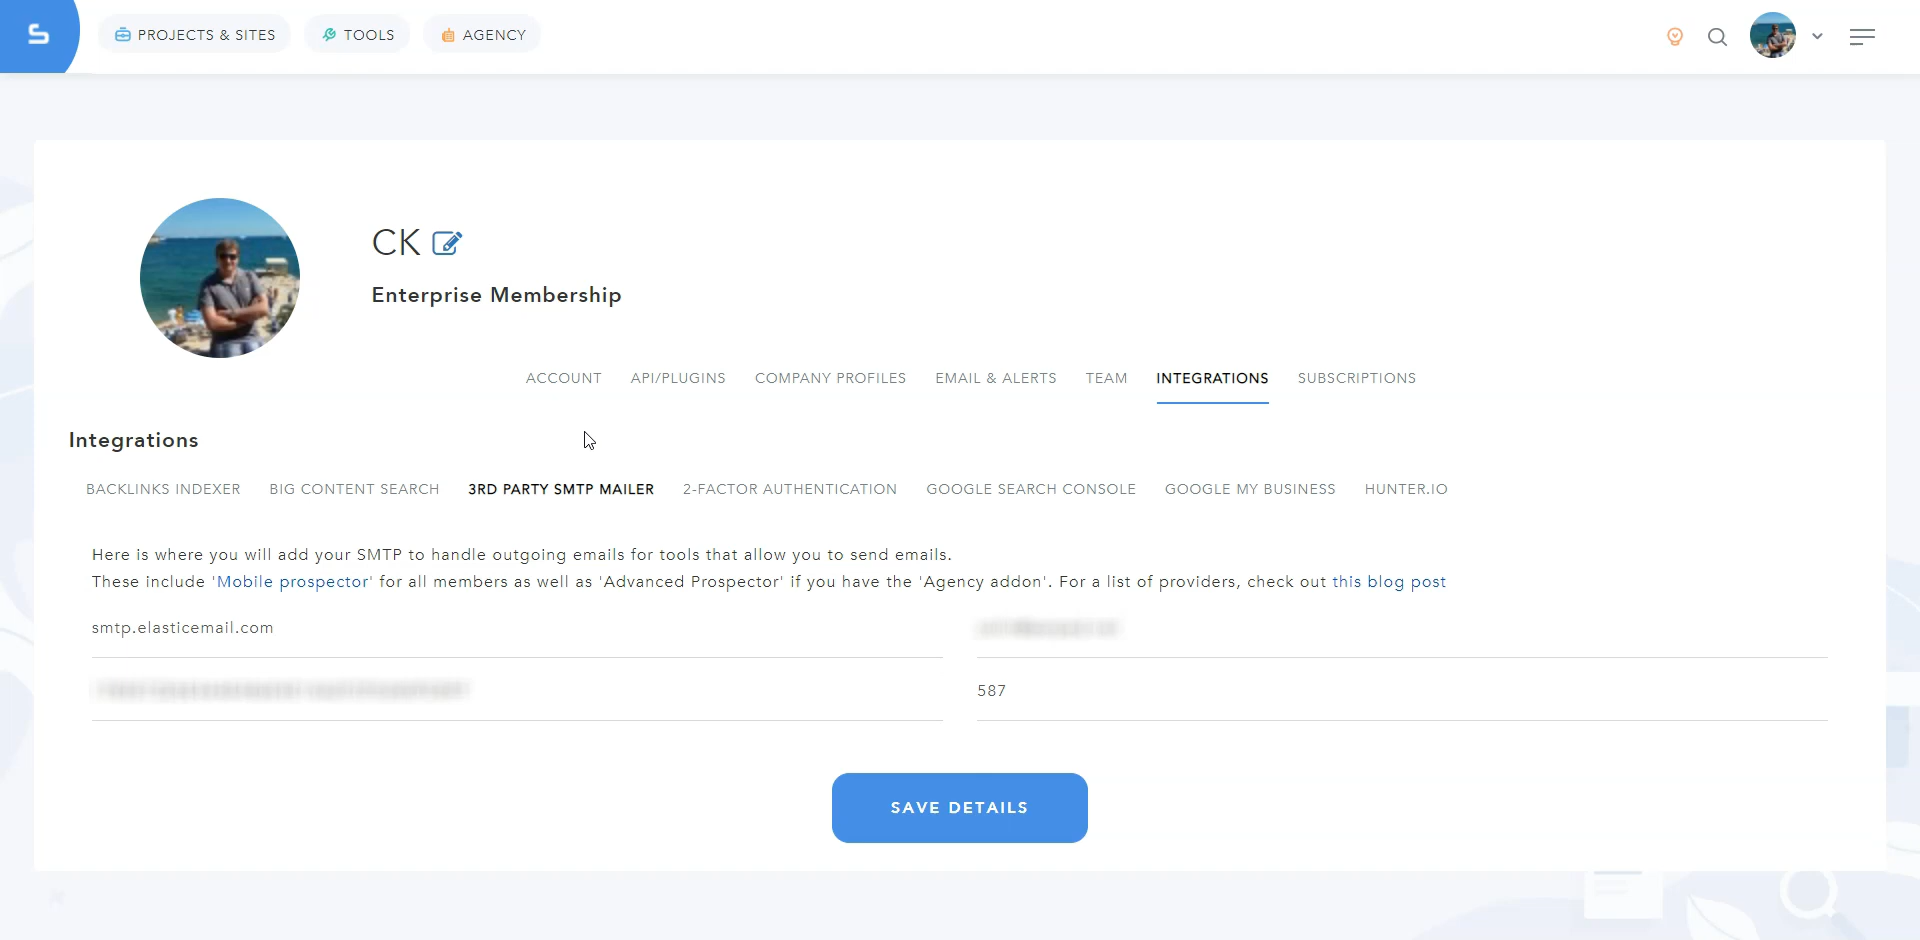 PROJECTS & SITES
TOOLS
AGENCY
CK
Enterprise Membership
ACCOUNT
API/PLUGINS
COMPANY PROFILES
EMAIL & ALERTS
TEAM
INTEGRATIONS
SUBSCRIPTIONS
Integrations
BACKLINKS INDEXER
BIG CONTENT SEARCH
3RD PARTY SMTP MAILER
2-FACTOR AUTHENTICATION
GOOGLE SEARCH CONSOLE
GOOGLE MY BUSINESS
HUNTER.IO
Here is where you will add your SMTP to handle outgoing emails for tools that allow you to send emails.
These include 'Mobile prospector' for all members as well as 'Advanced Prospector' if you have the 'Agency addon'. For a list of providers, check out this blog post
smtp.elasticemail.com
587
SAVE DETAILS